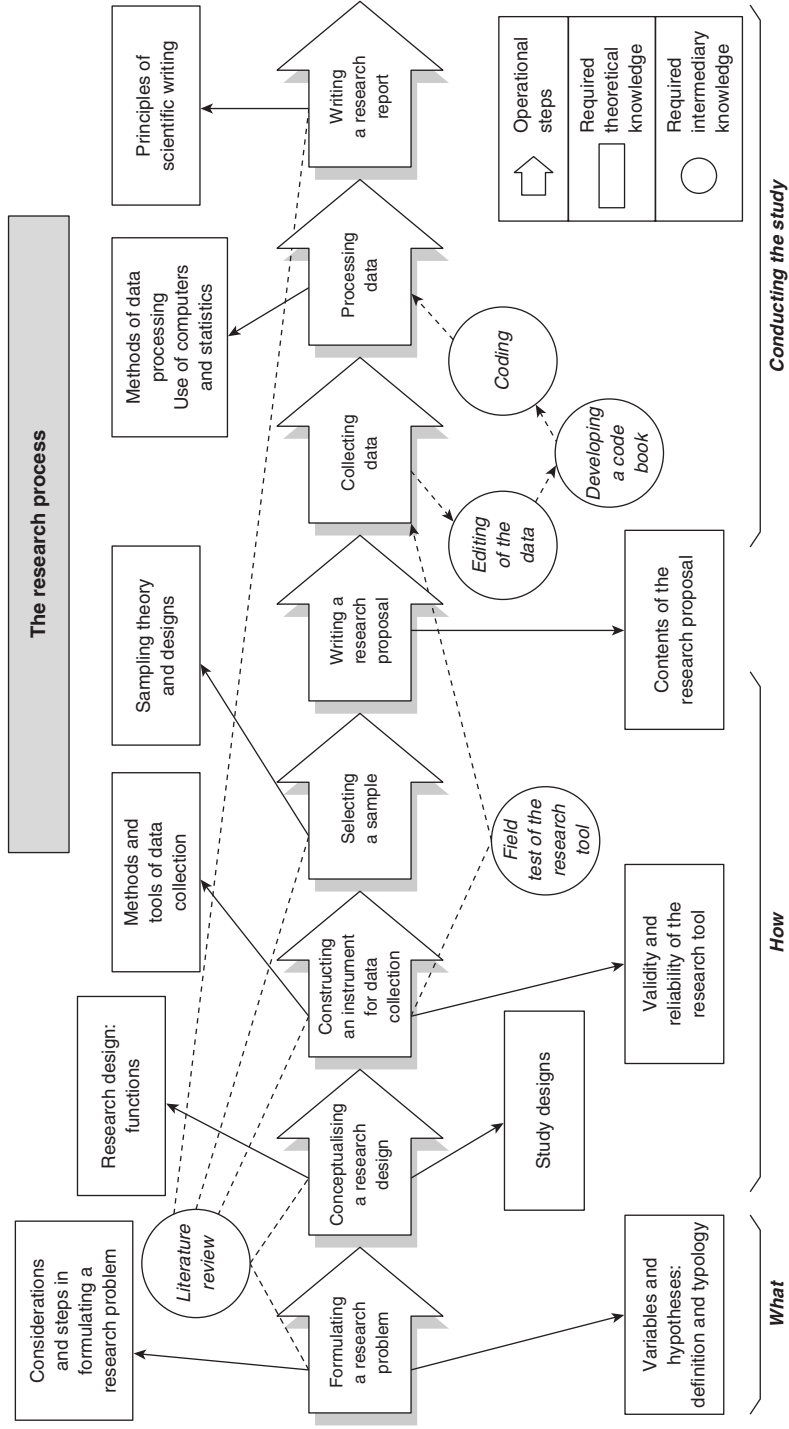 The research process
Considerations
and steps in
formulating a
research problem
Research design:
functions
Methods and
tools of data
collection
Sampling theory
and designs
Methods of data
processing
Use of computers
and statistics
Principles of
scientific writing
Literature
review
Formulating
a research
problem
Conceptualising
a research
design
Constructing
an instrument
for data
collection
Selecting
a sample
Writing a
research
proposal
Collecting
data
Processing
data
Writing
a research
report
Field
test of the
research
tool
Editing
of the
data
Developing
a code
book
Coding
Study designs
Variables and
hypotheses:
definition and typology
Validity and
reliability of the
research tool
Contents of the
research proposal
Operational
steps
Required
theoretical
knowledge
Required
intermediary
knowledge
What
How
Conducting the study